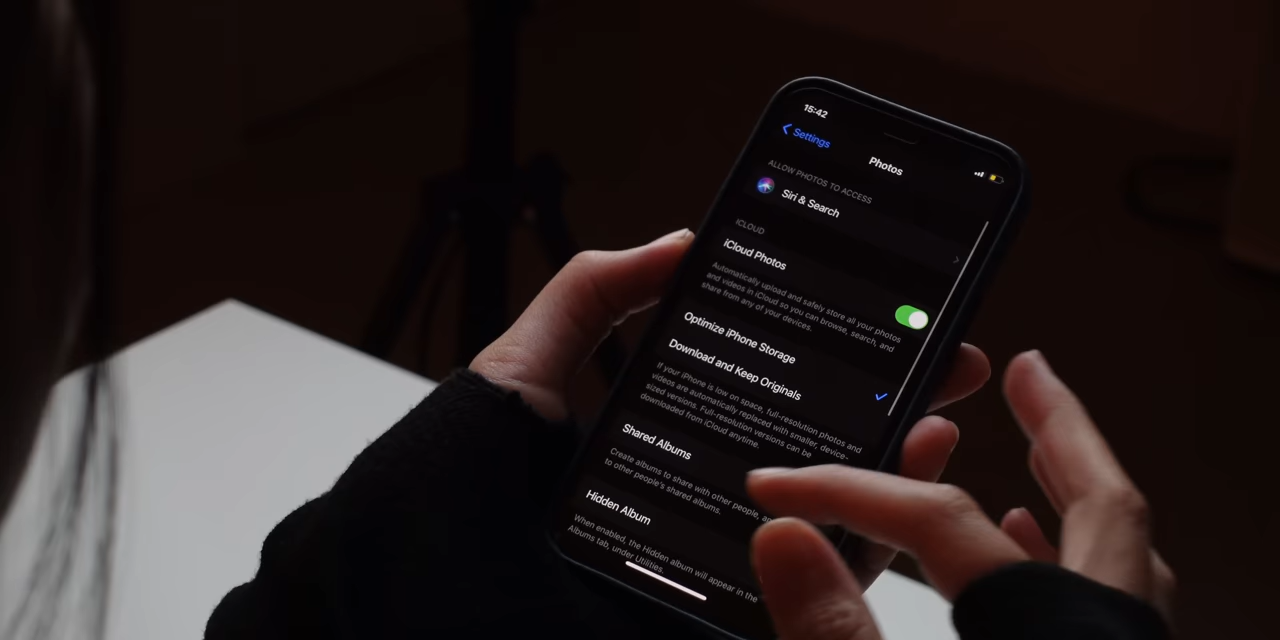 15:42
Settings
Photos
ALLOW PHOTOS TO ACCESS
Siri & Search
ICLOUD
iCloud Photos
Automatically upload and safely store all your photos
and videos in iCloud so you can browse, search, and
share from any of your devices.
Optimize iPhone Storage
Download and Keep Originals
If your iPhone is low on space, full-resolution photos and
videos are automatically replaced with smaller, device-
sized versions. Full-resolution versions can be
downloaded from iCloud anytime.
Shared Albums
Create albums to share with other people, an
to other people's shared albums.
Hidden Album
When enabled, the Hidden album will appear in the
Albums tab, under Utilities.